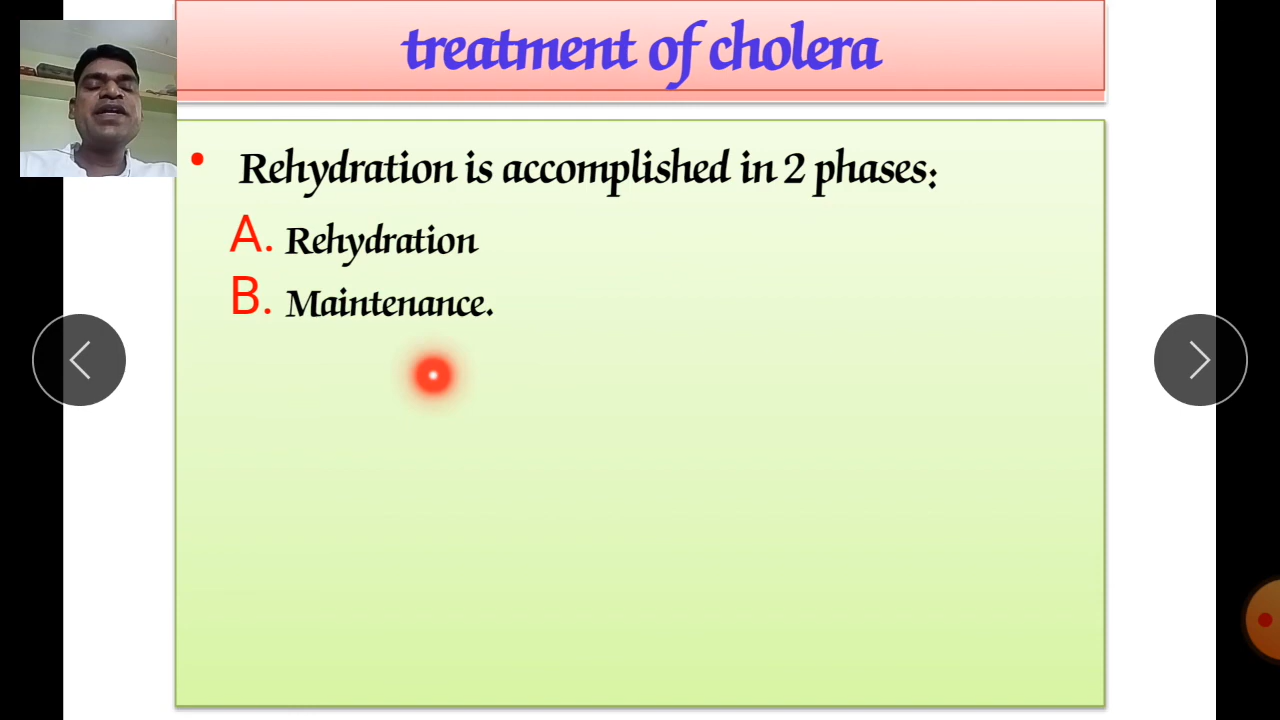 treatment of cholera
• Rehydration is accomplished in 2 phases:
A. Rehydration
B. Maintenance.